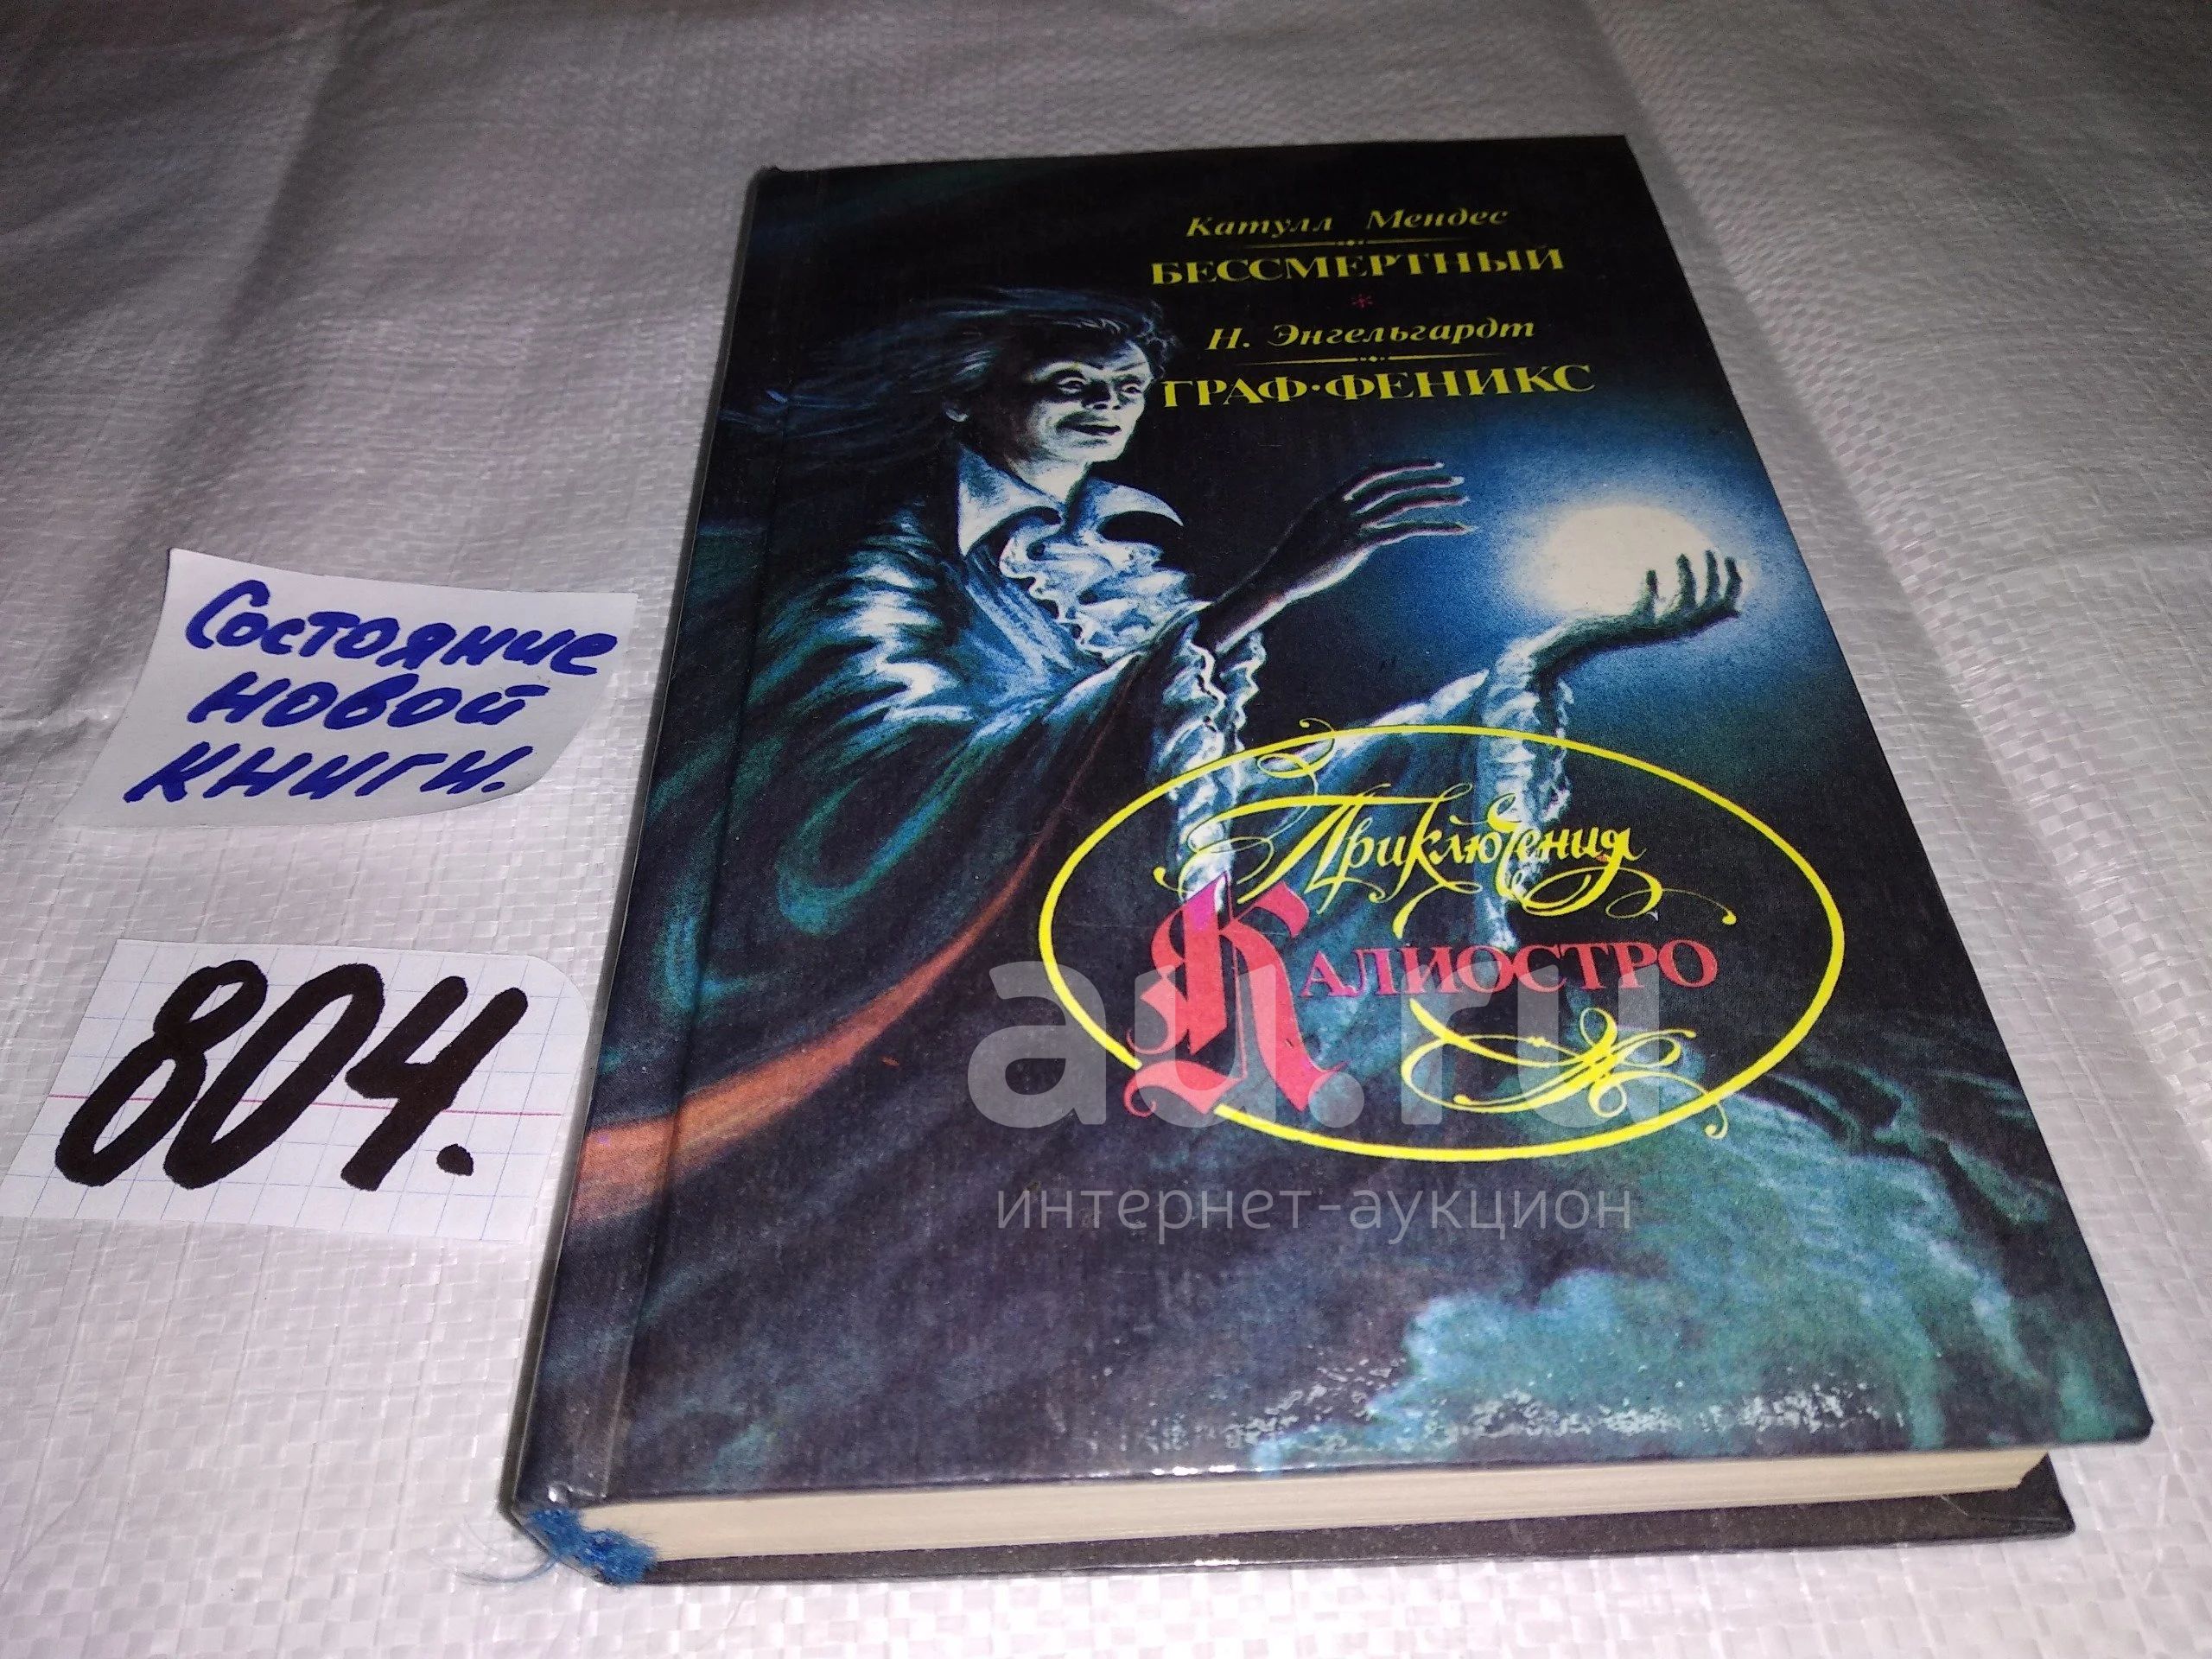 Катулл Мендес
БЕССМЕРТНЫЙ
*
Н. Энгельгардт
ГРАФ·ФЕНИКС
Приключения
КАЛИОСТРО
Состояние
новой
книги.
804.
au.ru
интернет-аукцион